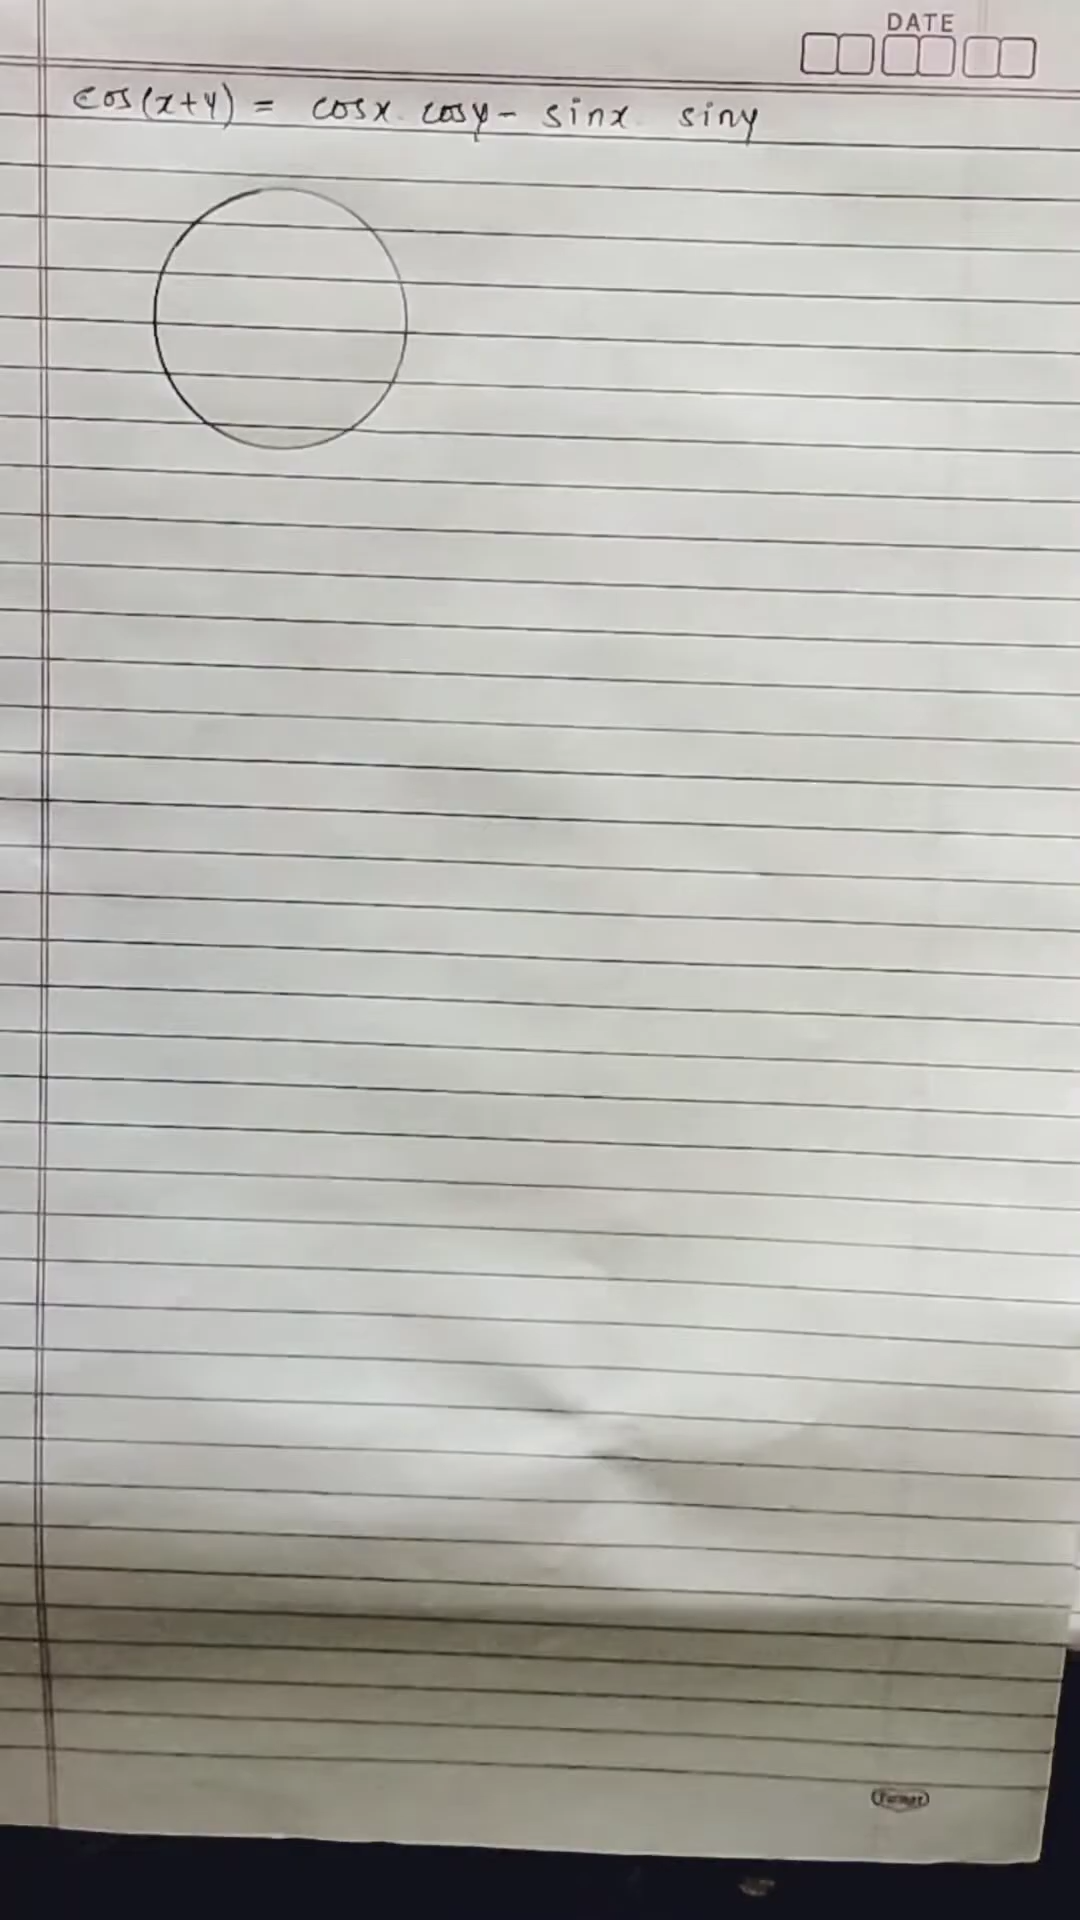 DATE
cos(x+y) = cosx. cosy - sinx. siny